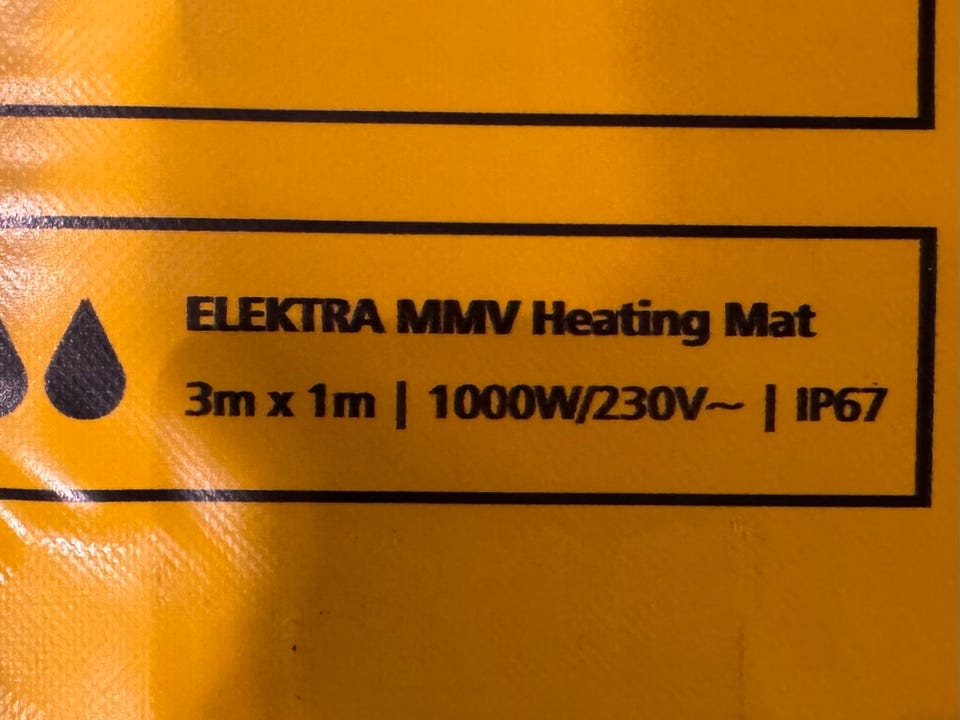 ELEKTRA MMV Heating Mat
3m x 1m | 1000W/230V~ | IP67